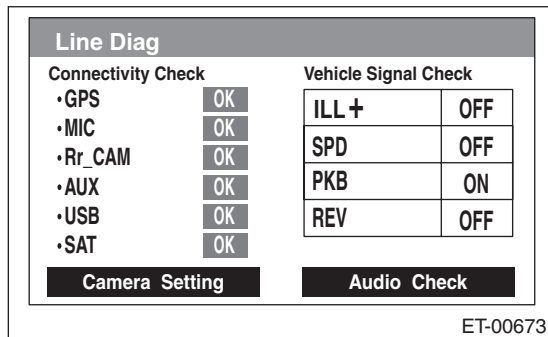 Line Diag
Connectivity Check
・GPS OK
・MIC OK
・Rr_CAM OK
・AUX OK
・USB OK
・SAT OK
Camera Setting
Vehicle Signal Check
ILL+ OFF
SPD OFF
PKB ON
REV OFF
Audio Check
ET-00673